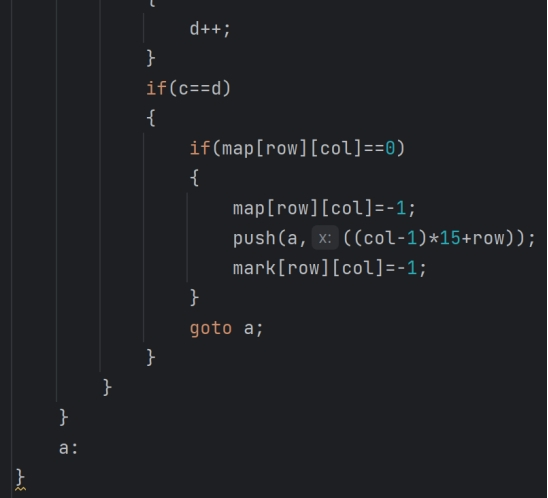 {
d++;
}
if(c==d)
{
if(map[row][col]==0)
{
map[row][col]=-1;
push(a, x: ((col-1)*15+row));
mark[row][col]=-1;
}
goto a;
}
}
}
a:
}